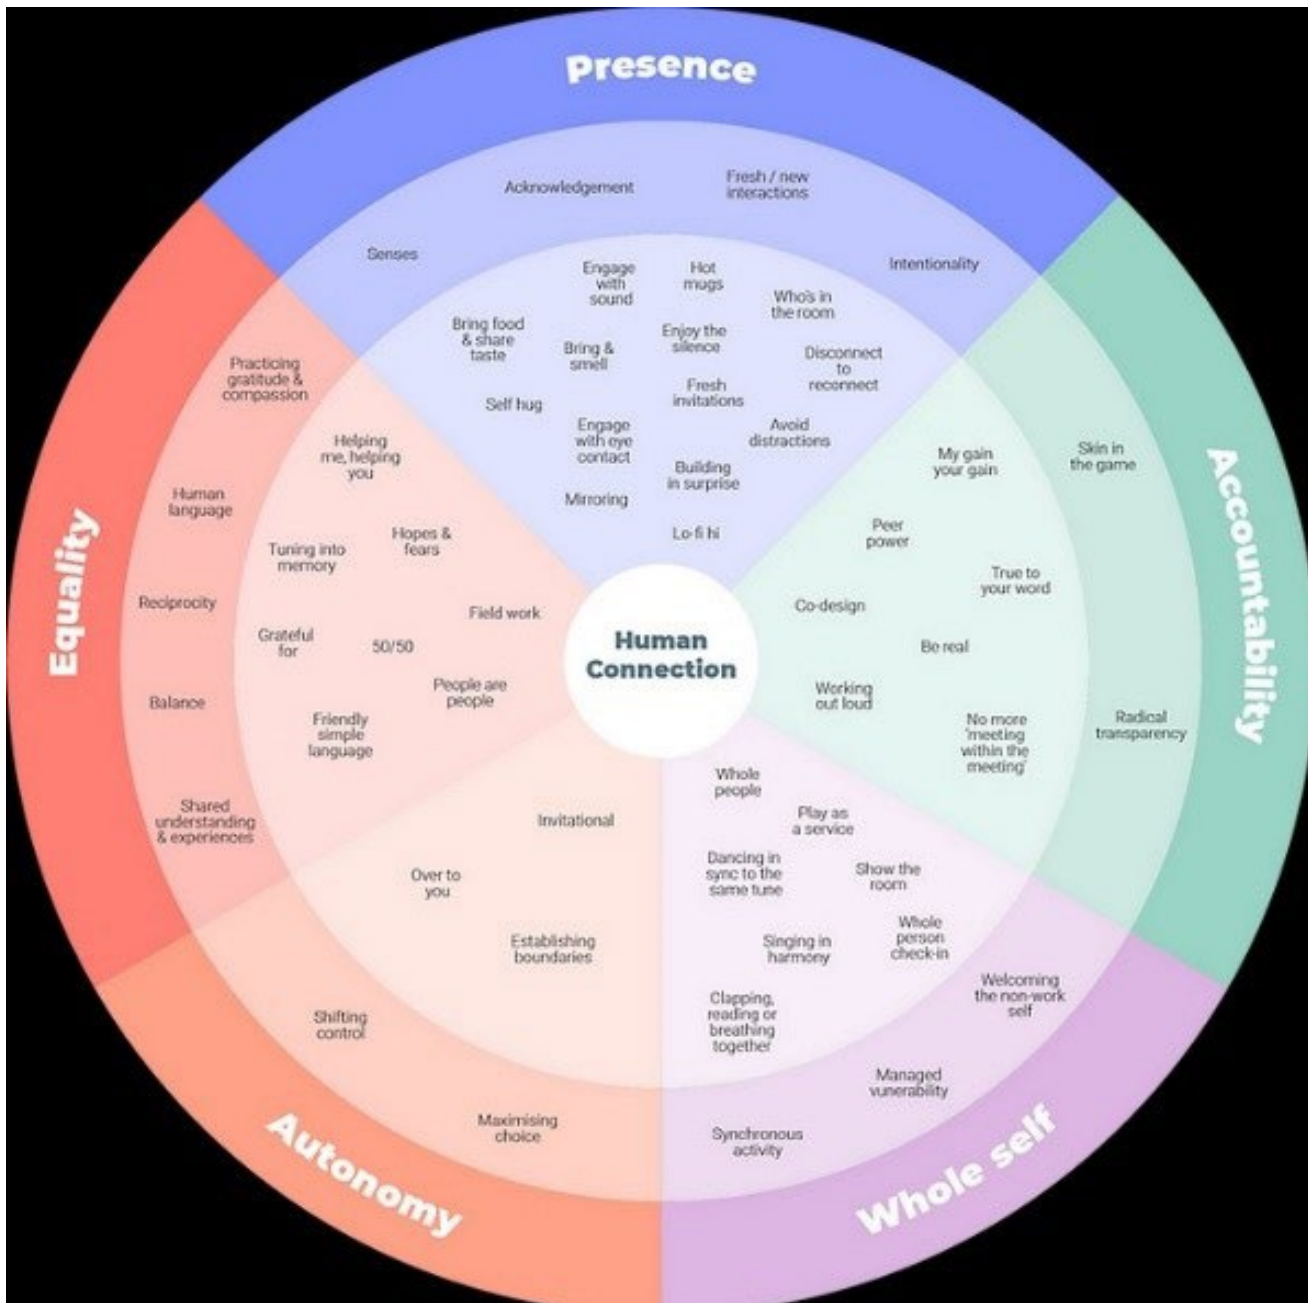 Presence
Acknowledgement
Fresh / new
interactions
Senses
Intentionality
Engage
with
sound
Hot
mugs
Who's in
the room
Bring food
& share
taste
Bring &
smell
Enjoy the
silence
Disconnect
to
reconnect
Self hug
Fresh
invitations
Engage
with eye
contact
Avoid
distractions
Building
in surprise
Mirroring
Lo-fi hi
Accountability
Skin in
the game
Radical
transparency
My gain
your gain
Peer
power
True to
your word
Co-design
Be real
Working
out loud
No more
'meeting
within the
meeting'
Whole self
Welcoming
the non-work
self
Managed
vunerability
Synchronous
activity
Whole
people
Play as
a service
Dancing in
sync to the
same tune
Show the
room
Whole
person
check-in
Singing in
harmony
Clapping,
reading or
breathing
together
Autonomy
Shifting
control
Maximising
choice
Invitational
Over to
you
Establishing
boundaries
Equality
Practicing
gratitude &
compassion
Human
language
Reciprocity
Balance
Shared
understanding
& experiences
Helping
me, helping
you
Hopes &
fears
Tuning into
memory
Field work
Grateful
for
50/50
People are
people
Friendly
simple
language
Human
Connection